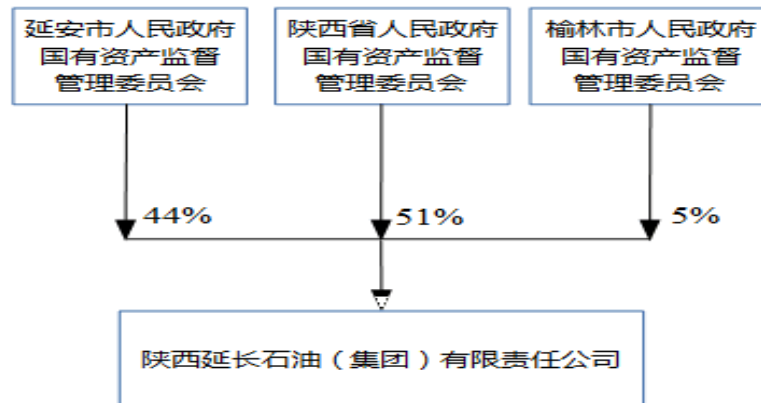 延安市人民政府
国有资产监督
管理委员会
陕西省人民政府
国有资产监督
管理委员会
榆林市人民政府
国有资产监督
管理委员会
44%
51%
5%
陕西延长石油（集团）有限责任公司